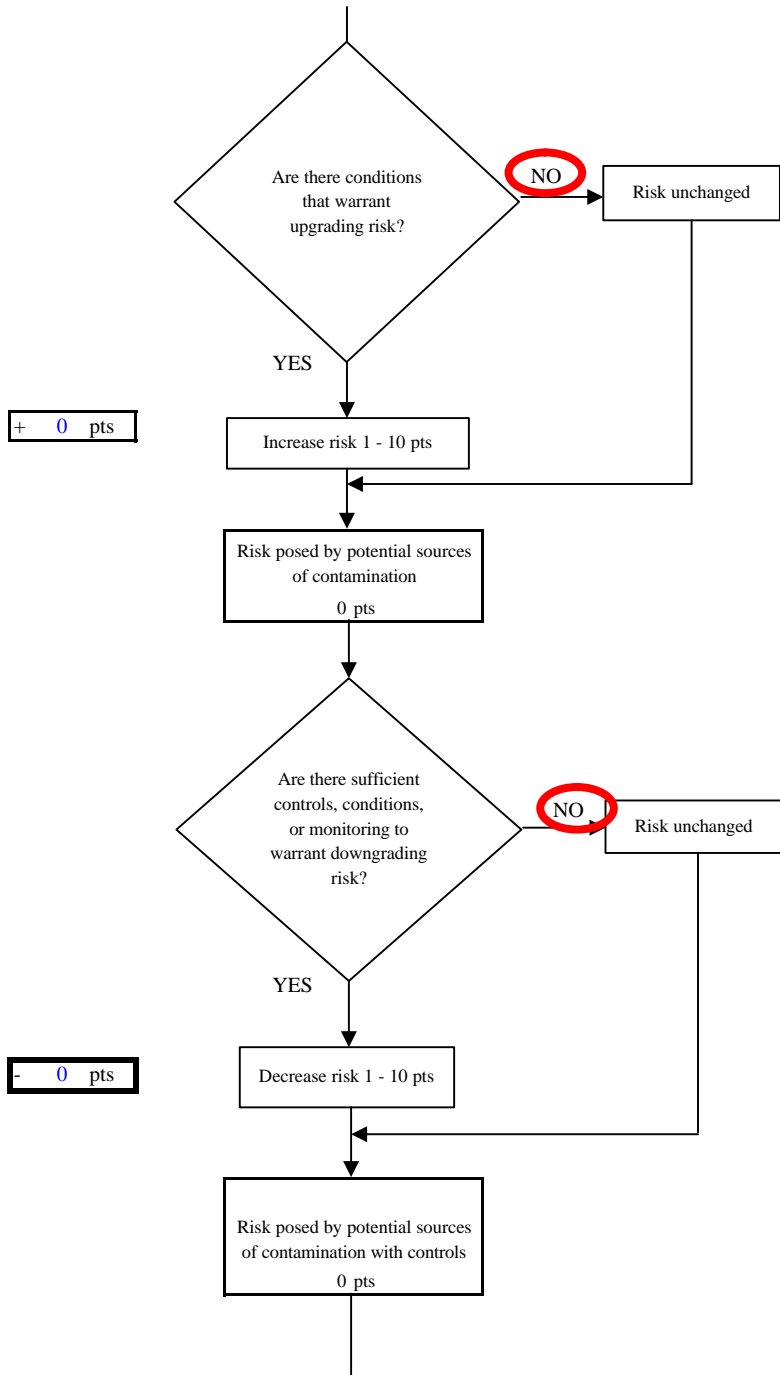 Are there conditions
that warrant
upgrading risk?
NO
Risk unchanged
YES
+ 0 pts
Increase risk 1 - 10 pts
Risk posed by potential sources
of contamination
0 pts
Are there sufficient
controls, conditions,
or monitoring to
warrant downgrading
risk?
NO
Risk unchanged
YES
- 0 pts
Decrease risk 1 - 10 pts
Risk posed by potential sources
of contamination with controls
0 pts